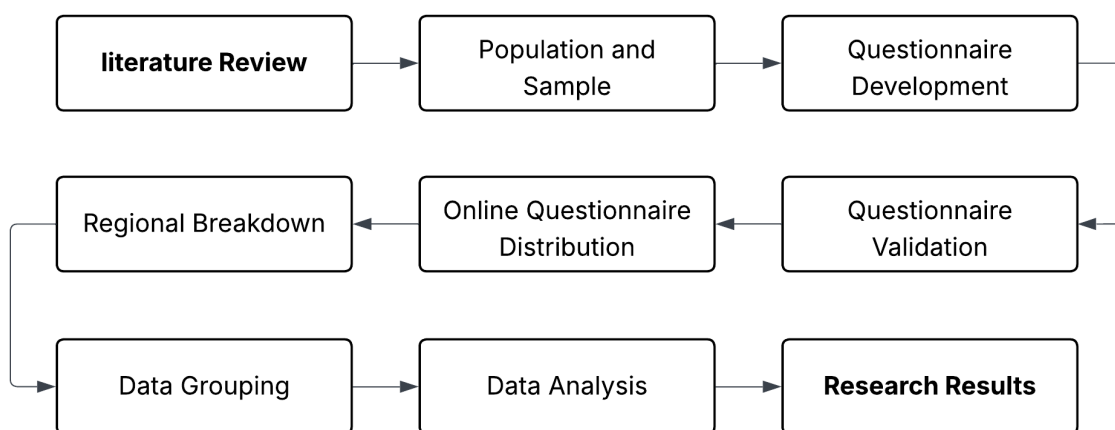 literature Review
Population and
Sample
Questionnaire
Development
Questionnaire
Validation
Online Questionnaire
Distribution
Regional Breakdown
Data Grouping
Data Analysis
Research Results